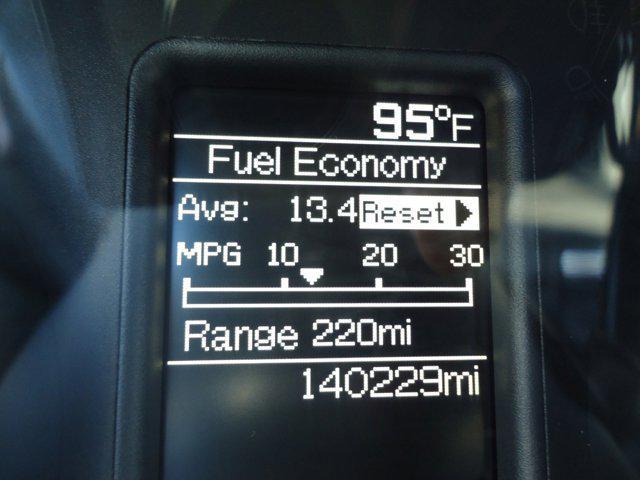 95°F
Fuel Economy
Avg: 13.4 Reset
MPG 10 20 30
Range 220mi
140229mi